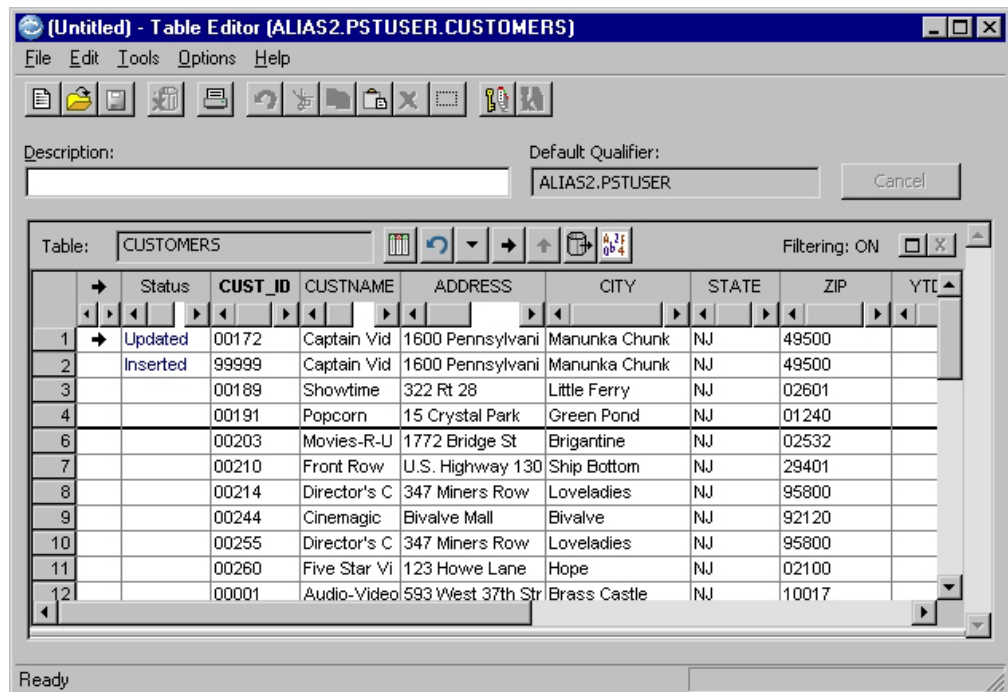 (Untitled) - Table Editor (ALIAS2.PSTUSER.CUSTOMERS)
File Edit Tools Options Help
Description: Default Qualifier:
ALIAS2.PSTUSER Cancel
Table: CUSTOMERS Filtering: ON
Status CUST_ID CUSTNAME ADDRESS CITY STATE ZIP YTD
1 Updated 00172 Captain Vid 1600 Pennsylvani Manunka Chunk NJ 49500
2 Inserted 99999 Captain Vid 1600 Pennsylvani Manunka Chunk NJ 49500
3 00189 Showtime 322 Rt 28 Little Ferry NJ 02601
4 00191 Popcorn 15 Crystal Park Green Pond NJ 01240
6 00203 Movies-R-U 1772 Bridge St Brigantine NJ 02532
7 00210 Front Row U.S. Highway 130 Ship Bottom NJ 29401
8 00214 Director's C 347 Miners Row Loveladies NJ 95800
9 00244 Cinemagic Bivalve Mall Bivalve NJ 92120
10 00255 Director's C 347 Miners Row Loveladies NJ 95800
11 00260 Five Star Vi 123 Howe Lane Hope NJ 02100
12 00001 Audio-Video 593 West 37th Str Brass Castle NJ 10017
Ready